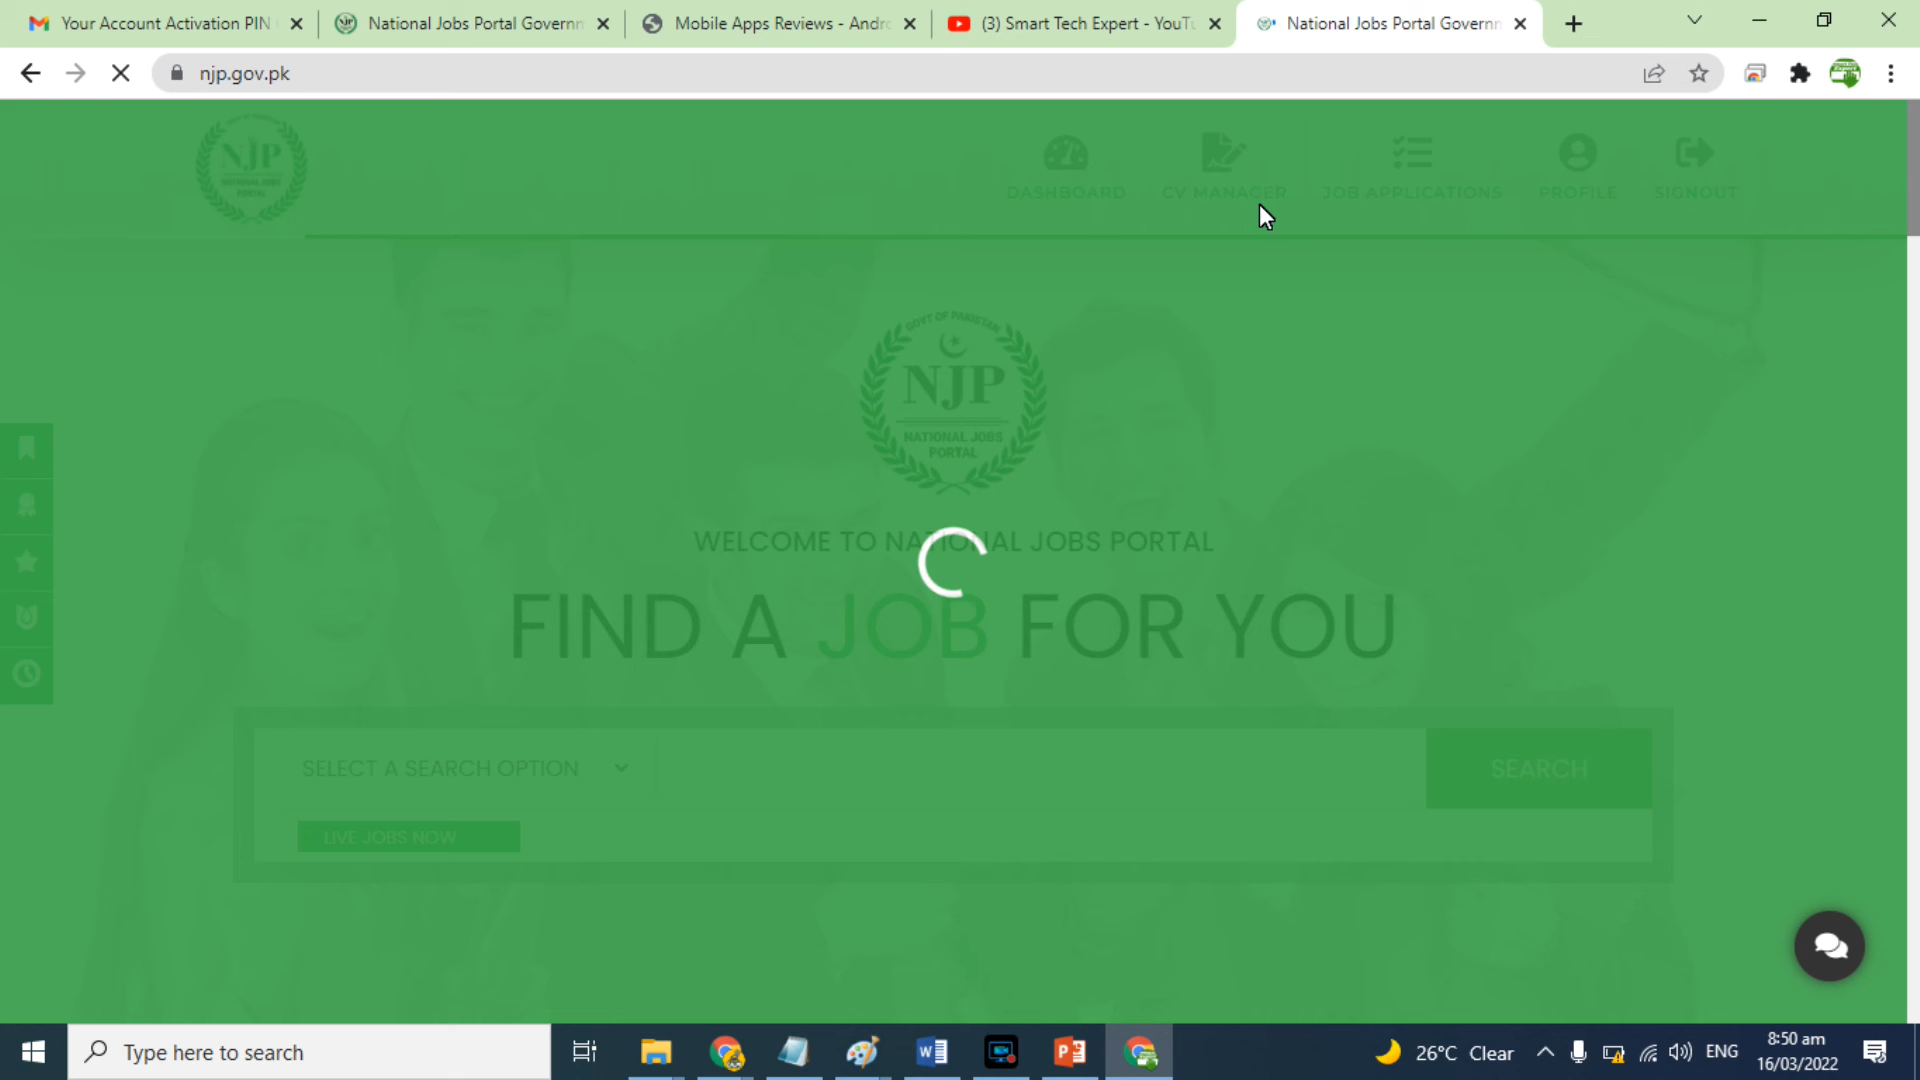 Your Account Activation PIN
National Jobs Portal Governm
Mobile Apps Reviews - Andro
(3) Smart Tech Expert - YouTu
National Jobs Portal Governm
njp.gov.pk
NJP
NATIONAL JOBS
PORTAL
DASHBOARD
CV MANAGER
JOB APPLICATIONS
PROFILE
SIGNOUT
GOVT OF PAKISTAN
NJP
NATIONAL JOBS
PORTAL
WELCOME TO NATIONAL JOBS PORTAL
FIND A JOB FOR YOU
SELECT A SEARCH OPTION
SEARCH
LIVE JOBS NOW
Type here to search
26°C Clear
ENG
8:50 am
16/03/2022